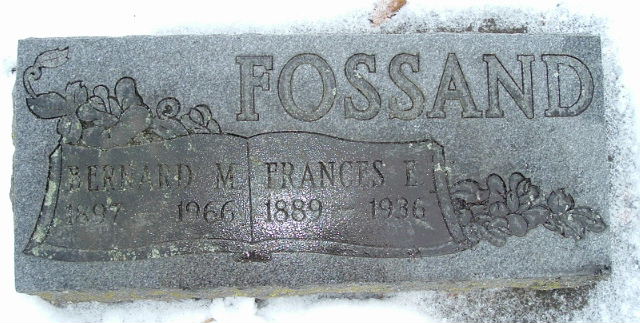 FOSSAND
BERNARD M FRANCES E
1897 1966 1889 - 1936